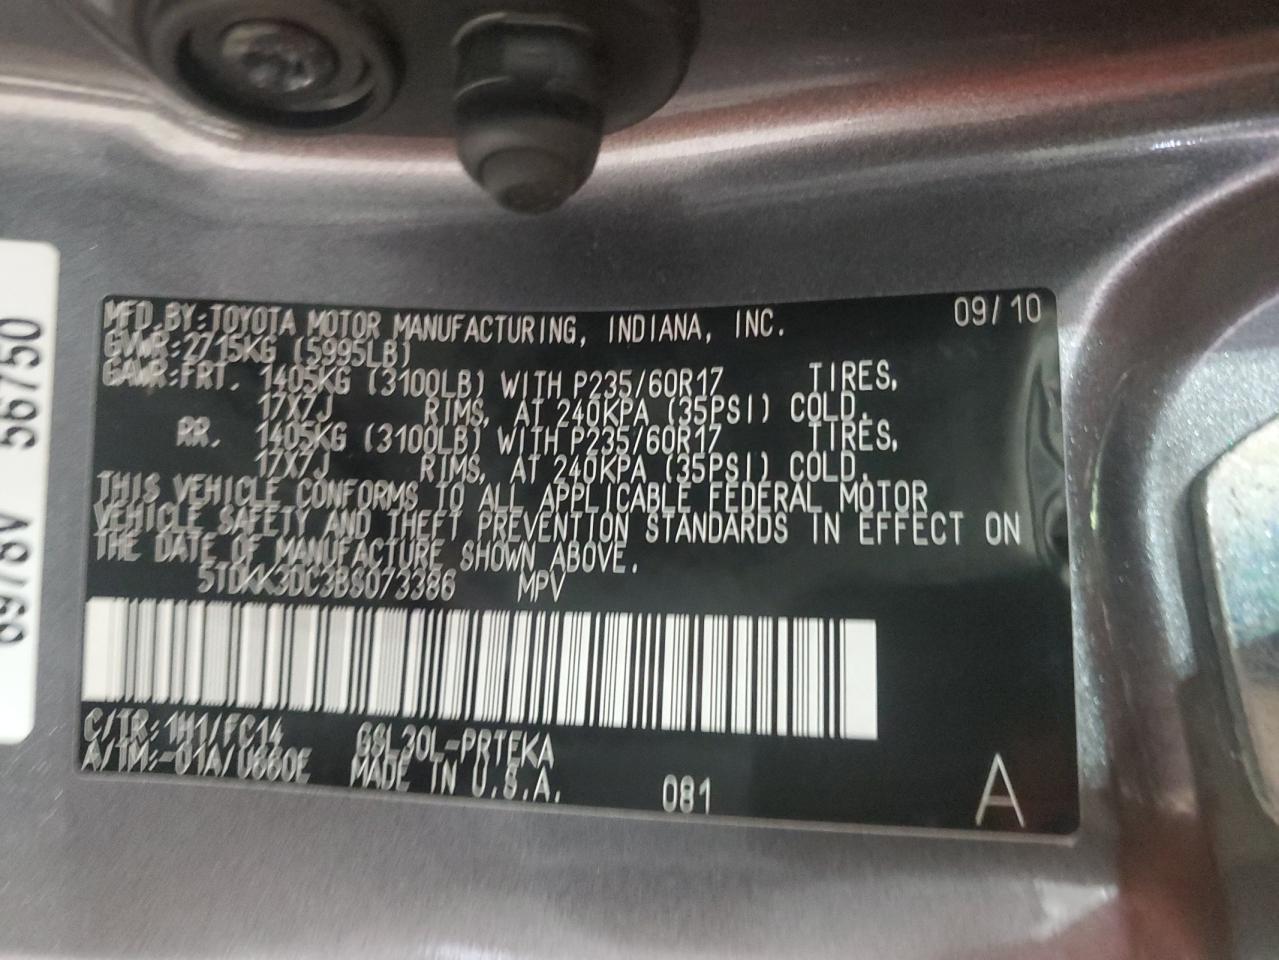 MFD.BY:TOYOTA MOTOR MANUFACTURING, INDIANA, INC. 09/10
GVWR:2715KG (5995LB)
GAWR:FRT. 1405KG (3100LB) WITH P235/60R17 TIRES,
17X7J RIMS, AT 240KPA (35PSI) COLD.
RR. 1405KG (3100LB) WITH P235/60R17 TIRES,
17X7J RIMS, AT 240KPA (35PSI) COLD.
THIS VEHICLE CONFORMS TO ALL APPLICABLE FEDERAL MOTOR
VEHICLE SAFETY AND THEFT PREVENTION STANDARDS IN EFFECT ON
THE DATE OF MANUFACTURE SHOWN ABOVE.
5TDKK3DC3BS073386 MPV
C/TR:1H1/FC14 GSL30L-PRTEKA
A/TM:-01A/U660E MADE IN U.S.A.
081 A
56750